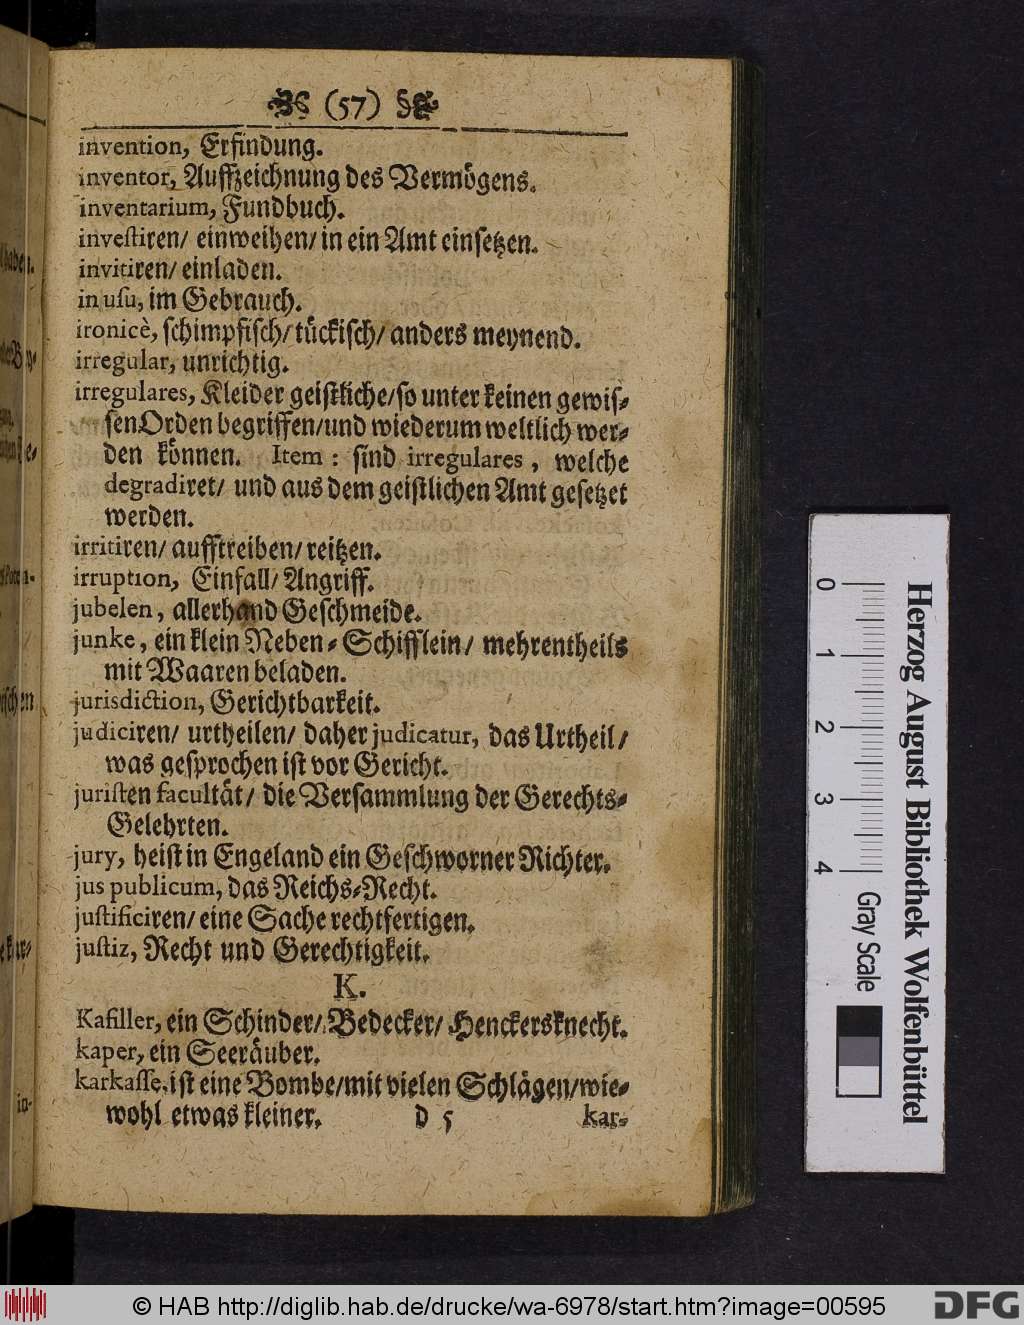 (57)
invention, Erfindung.
inventor, Auffzeichnung des Vermögens.
inventarium, Fundbuch.
investiren/ einweihen/ in ein Amt einsetzen.
invitiren/ einladen.
in usu, im Gebrauch.
ironicè, schimpfisch/ tückisch/ anders meynend.
irregular, unrichtig.
irregulares, Kleider geistliche/ so unter keinen gewis-
sen Orden begriffen/ und wiederum weltlich wer-
den können. Item: sind irregulares, welche
degradiret/ und aus dem geistlichen Amt gesetzet
werden.
irritiren/ aufftreiben/ reitzen.
irruption, Einfall/ Angriff.
jubelen, allerhand Geschmeide.
junke, ein klein Neben-Schifflein/ mehrentheils
mit Waaren beladen.
jurisdiction, Gerichtbarkeit.
judiciren/ urtheilen/ daher judicatur, das Urtheil/
was gesprochen ist vor Gericht.
juristen facultät/ die Versammlung der Gerechts-
Gelehrten.
jury, heist in Engeland ein Geschworner Richter.
jus publicum, das Reichs-Recht.
justificiren/ eine Sache rechtfertigen.
justiz, Recht und Gerechtigkeit.
K.
Kafiller, ein Schinder/ Bedecker/ Henckersknecht.
kaper, ein Seeräuber.
karkasse, ist eine Bombe/ mit vielen Schlägen/ wie-
wohl etwas kleiner.
d 5 kar-
0 1 2 3 4
Gray Scale
Herzog August Bibliothek Wolfenbüttel
© HAB http://diglib.hab.de/drucke/wa-6978/start.htm?image=00595
DFG